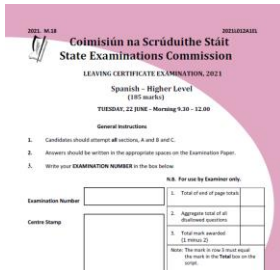 2021. M.18
2021L012A1EL
Coimisiún na Scrúduithe Stáit
State Examinations Commission
LEAVING CERTIFICATE EXAMINATION, 2021
Spanish – Higher Level
(195 marks)
TUESDAY, 22 JUNE – Morning 9.30 – 12.00
General Instructions
1. Candidates should attempt all sections, A and B and C.
2. Answers should be written in the appropriate spaces on the Examination Paper.
3. Write your EXAMINATION NUMBER in the box below.
N.B. For use by Examiner only.
Examination Number
1. Total of end of page totals
2. Aggregate total of all
disallowed questions
Centre Stamp
3. Total mark awarded
(1 minus 2)
Note: The mark in row 3 must equal
the mark in the Total box on the
script.